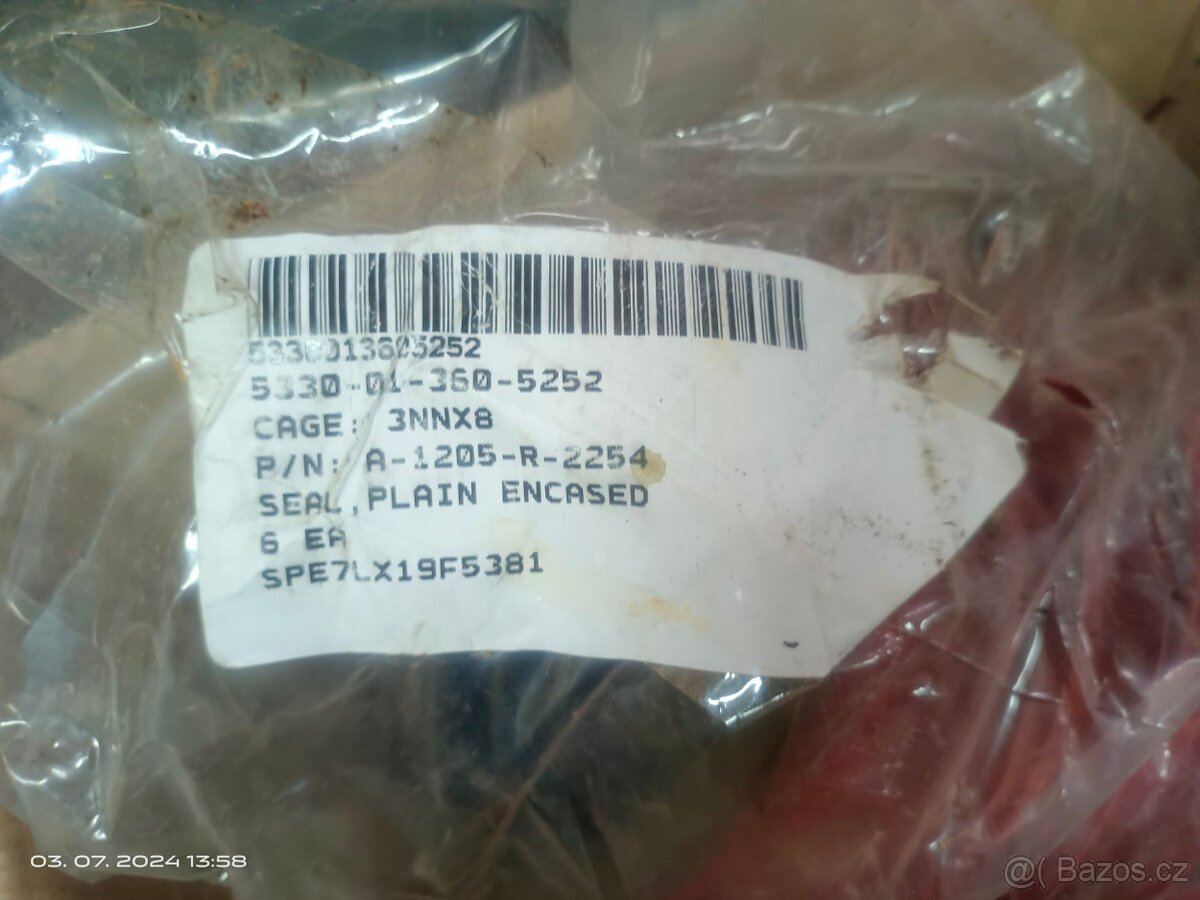 5330013605252
5330-01-360-5252
CAGE: 3NNX8
P/N: A-1205-R-2254
SEAL,PLAIN ENCASED
6 EA
SPE7LX19F5381
03. 07. 2024 13:58
@( Bazos.cz